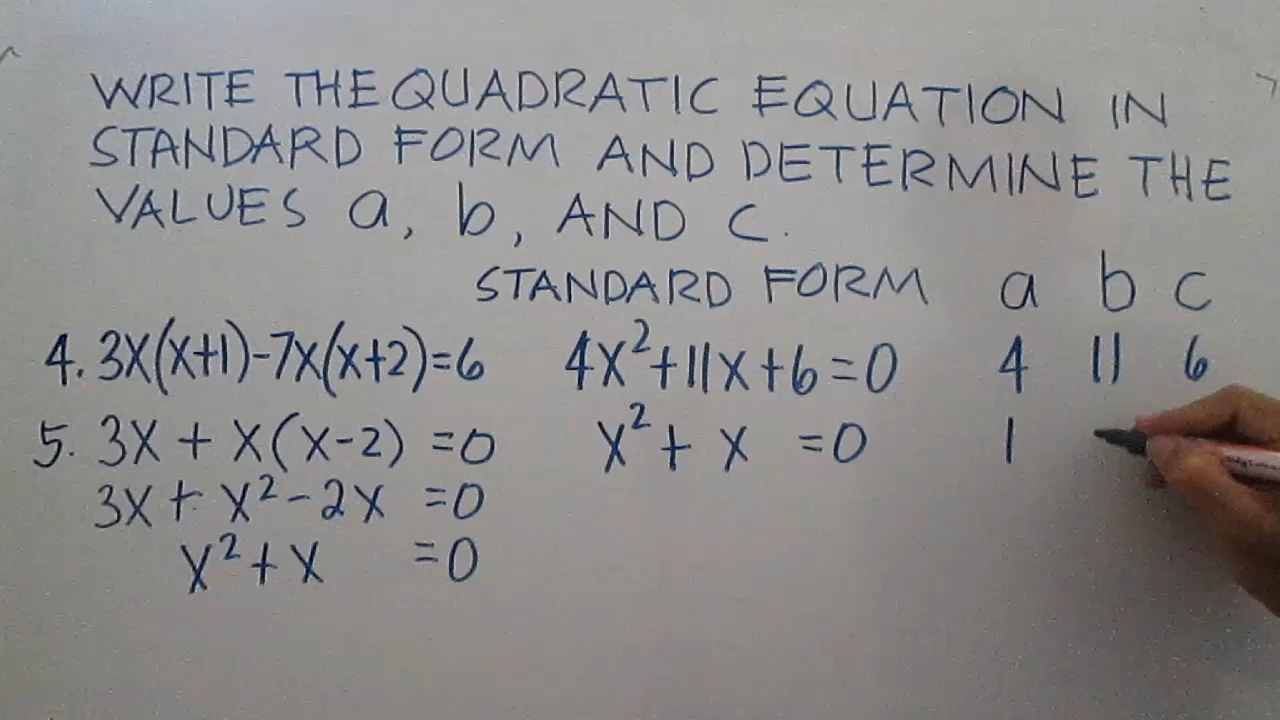 WRITE THE QUADRATIC EQUATION IN
STANDARD FORM AND DETERMINE THE
VALUES a, b, AND c.
STANDARD FORM a b c
4. 3x(x+1)-7x(x+2)=6 4x²+11x+6=0 4 11 6
5. 3x + x(x-2) =0 x²+ x =0 1
3x + x²-2x =0
x²+x =0